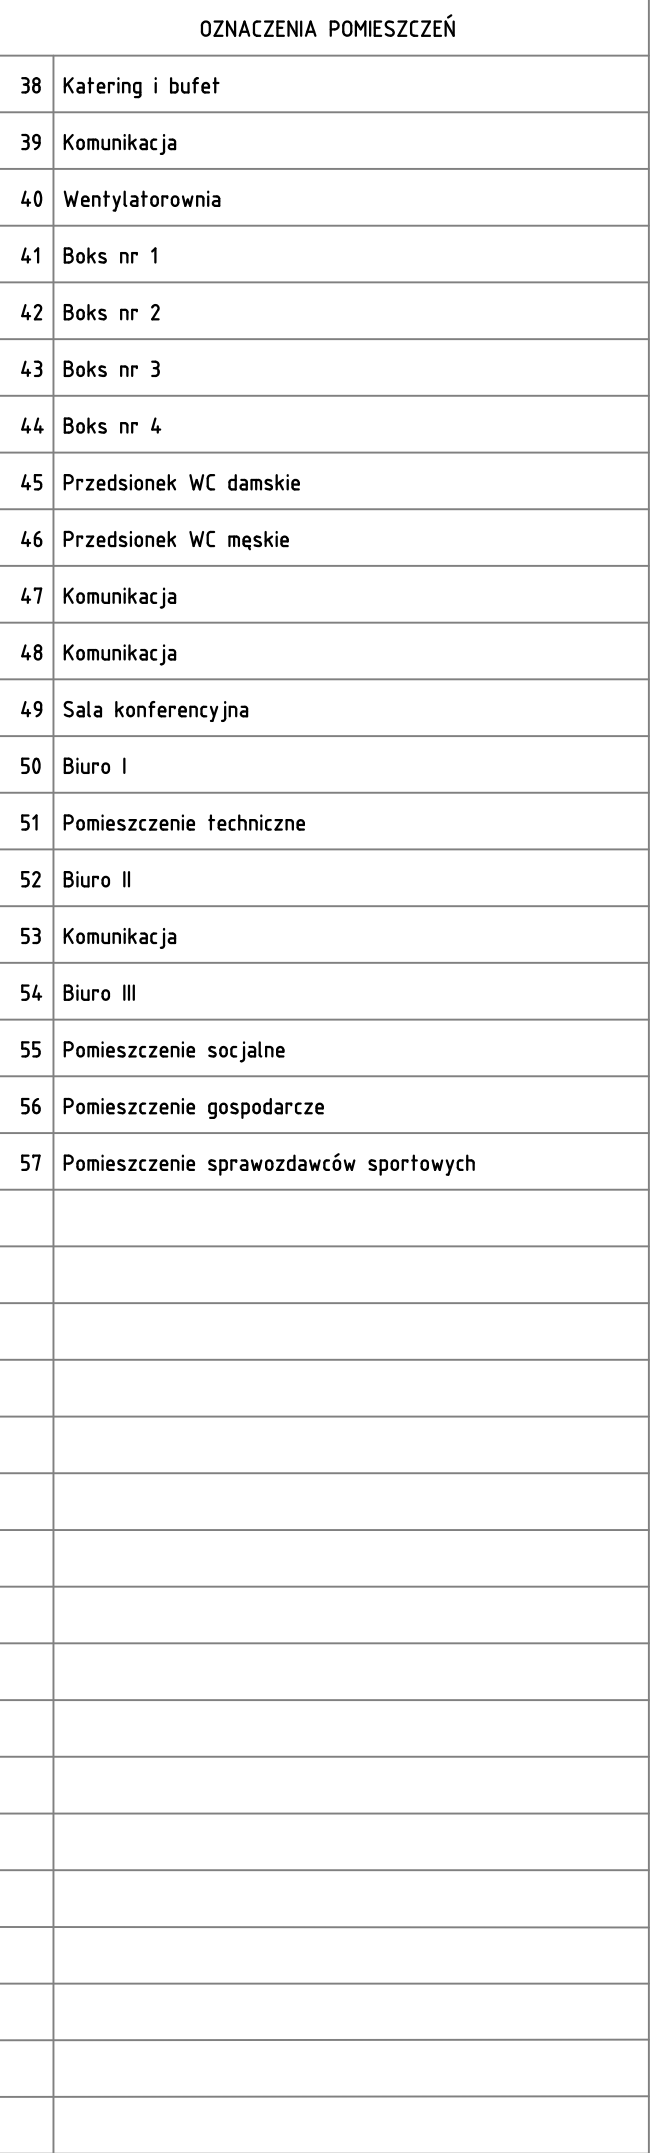 OZNACZENIA POMIESZCZEŃ
38 Katering i bufet
39 Komunikacja
40 Wentylatorownia
41 Boks nr 1
42 Boks nr 2
43 Boks nr 3
44 Boks nr 4
45 Przedsionek WC damskie
46 Przedsionek WC męskie
47 Komunikacja
48 Komunikacja
49 Sala konferencyjna
50 Biuro I
51 Pomieszczenie techniczne
52 Biuro II
53 Komunikacja
54 Biuro III
55 Pomieszczenie socjalne
56 Pomieszczenie gospodarcze
57 Pomieszczenie sprawozdawców sportowych